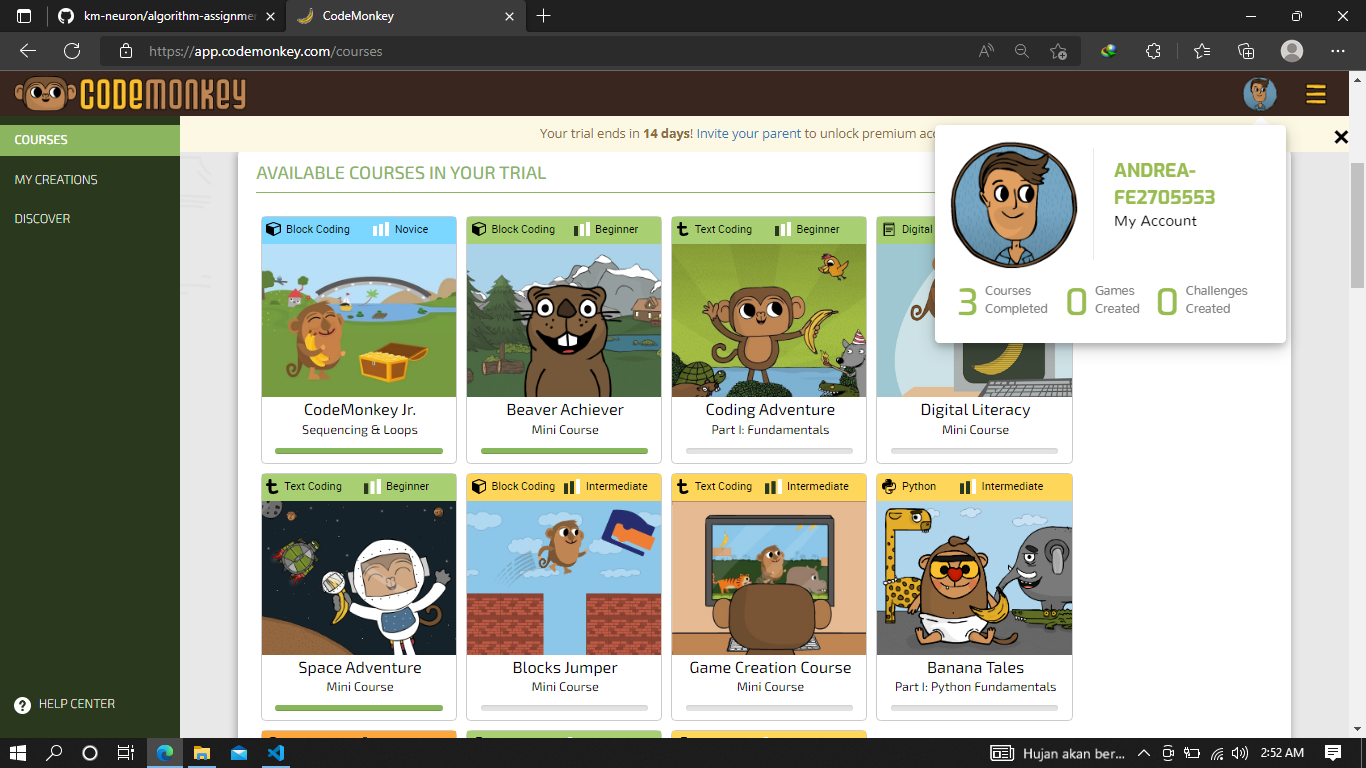 km-neuron/algorithm-assignmen
CodeMonkey
https://app.codemonkey.com/courses
CODEMONKEY
COURSES
MY CREATIONS
DISCOVER
HELP CENTER
Your trial ends in 14 days! Invite your parent to unlock premium acc
ANDREA-
FE2705553
My Account
3 Courses Completed
0 Games Created
0 Challenges Created
AVAILABLE COURSES IN YOUR TRIAL
Block Coding Novice
CodeMonkey Jr.
Sequencing & Loops
Block Coding Beginner
Beaver Achiever
Mini Course
Text Coding Beginner
Coding Adventure
Part I: Fundamentals
Digital
Digital Literacy
Mini Course
Text Coding Beginner
Space Adventure
Mini Course
Block Coding Intermediate
Blocks Jumper
Mini Course
Text Coding Intermediate
Game Creation Course
Mini Course
Python Intermediate
Banana Tales
Part I: Python Fundamentals
Hujan akan ber...
2:52 AM